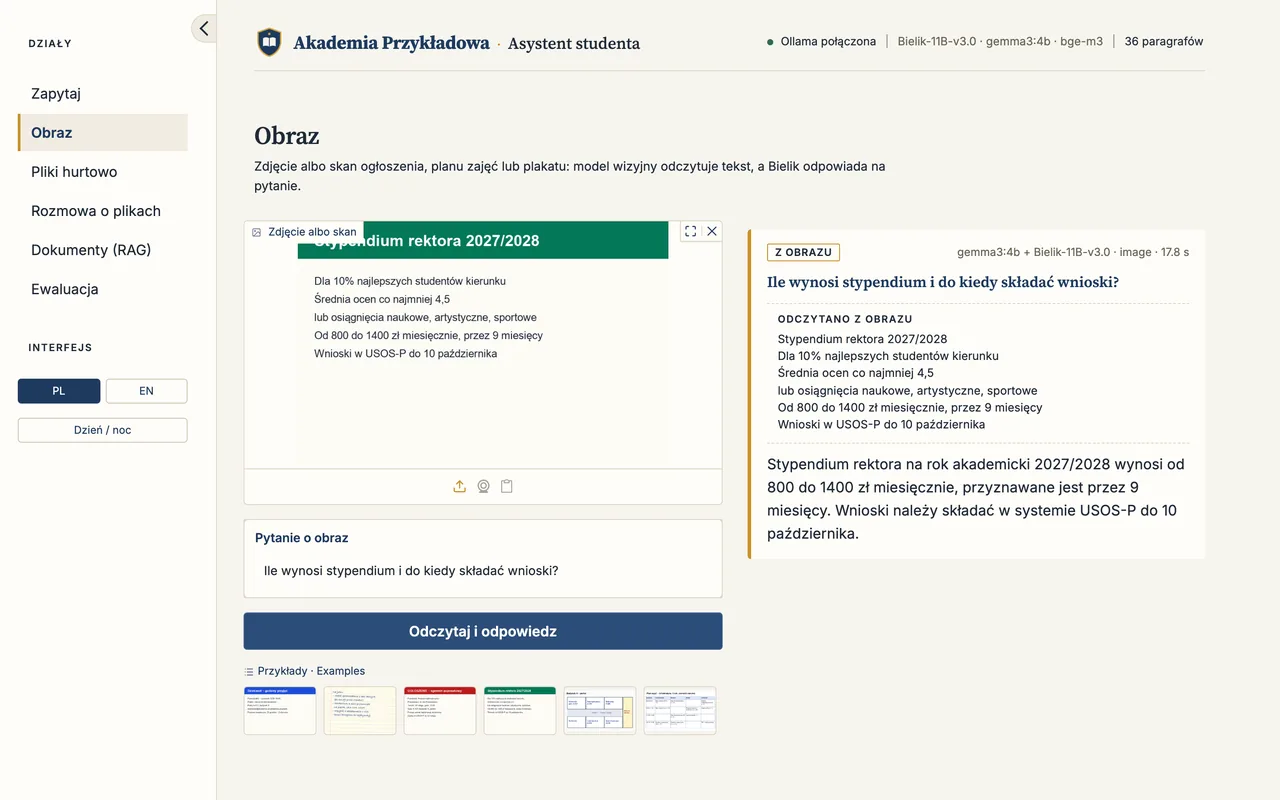 DZIAŁY
Zapytaj
Obraz
Pliki hurtowo
Rozmowa o plikach
Dokumenty (RAG)
Ewaluacja
INTERFEJS
PL EN
Dzień / noc
Akademia Przykładowa · Asystent studenta
Ollama połączona | Bielik-11B-v3.0 · gemma3:4b · bge-m3 | 36 paragrafów
Obraz
Zdjęcie albo skan ogłoszenia, planu zajęć lub plakatu: model wizyjny odczytuje tekst, a Bielik odpowiada na
pytanie.
Zdjęcie albo skan
Stypendium rektora 2027/2028
Dla 10% najlepszych studentów kierunku
Średnia ocen co najmniej 4,5
lub osiągnięcia naukowe, artystyczne, sportowe
Od 800 do 1400 zł miesięcznie, przez 9 miesięcy
Wnioski w USOS-P do 10 października
Pytanie o obraz
Ile wynosi stypendium i do kiedy składać wnioski?
Odczytaj i odpowiedz
Przykłady · Examples
Z OBRAZU
gemma3:4b + Bielik-11B-v3.0 · image · 17.8 s
Ile wynosi stypendium i do kiedy składać wnioski?
ODCZYTANO Z OBRAZU
Stypendium rektora 2027/2028
Dla 10% najlepszych studentów kierunku
Średnia ocen co najmniej 4,5
lub osiągnięcia naukowe, artystyczne, sportowe
Od 800 do 1400 zł miesięcznie, przez 9 miesięcy
Wnioski w USOS-P do 10 października
Stypendium rektora na rok akademicki 2027/2028 wynosi od
800 do 1400 zł miesięcznie, przyznawane jest przez 9
miesięcy. Wnioski należy składać w systemie USOS-P do 10
października.